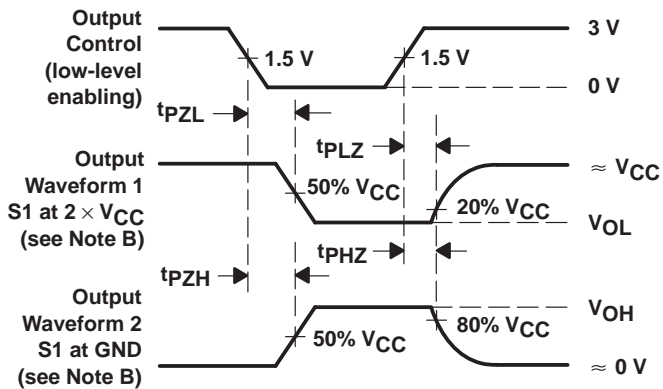 Output
Control
(low-level
enabling)
1.5 V
1.5 V
3 V
0 V
tPZL
tPLZ
Output
Waveform 1
S1 at 2 × VCC
(see Note B)
50% VCC
20% VCC
≈ VCC
VOL
tPZH
tPHZ
Output
Waveform 2
S1 at GND
(see Note B)
50% VCC
80% VCC
VOH
≈ 0 V